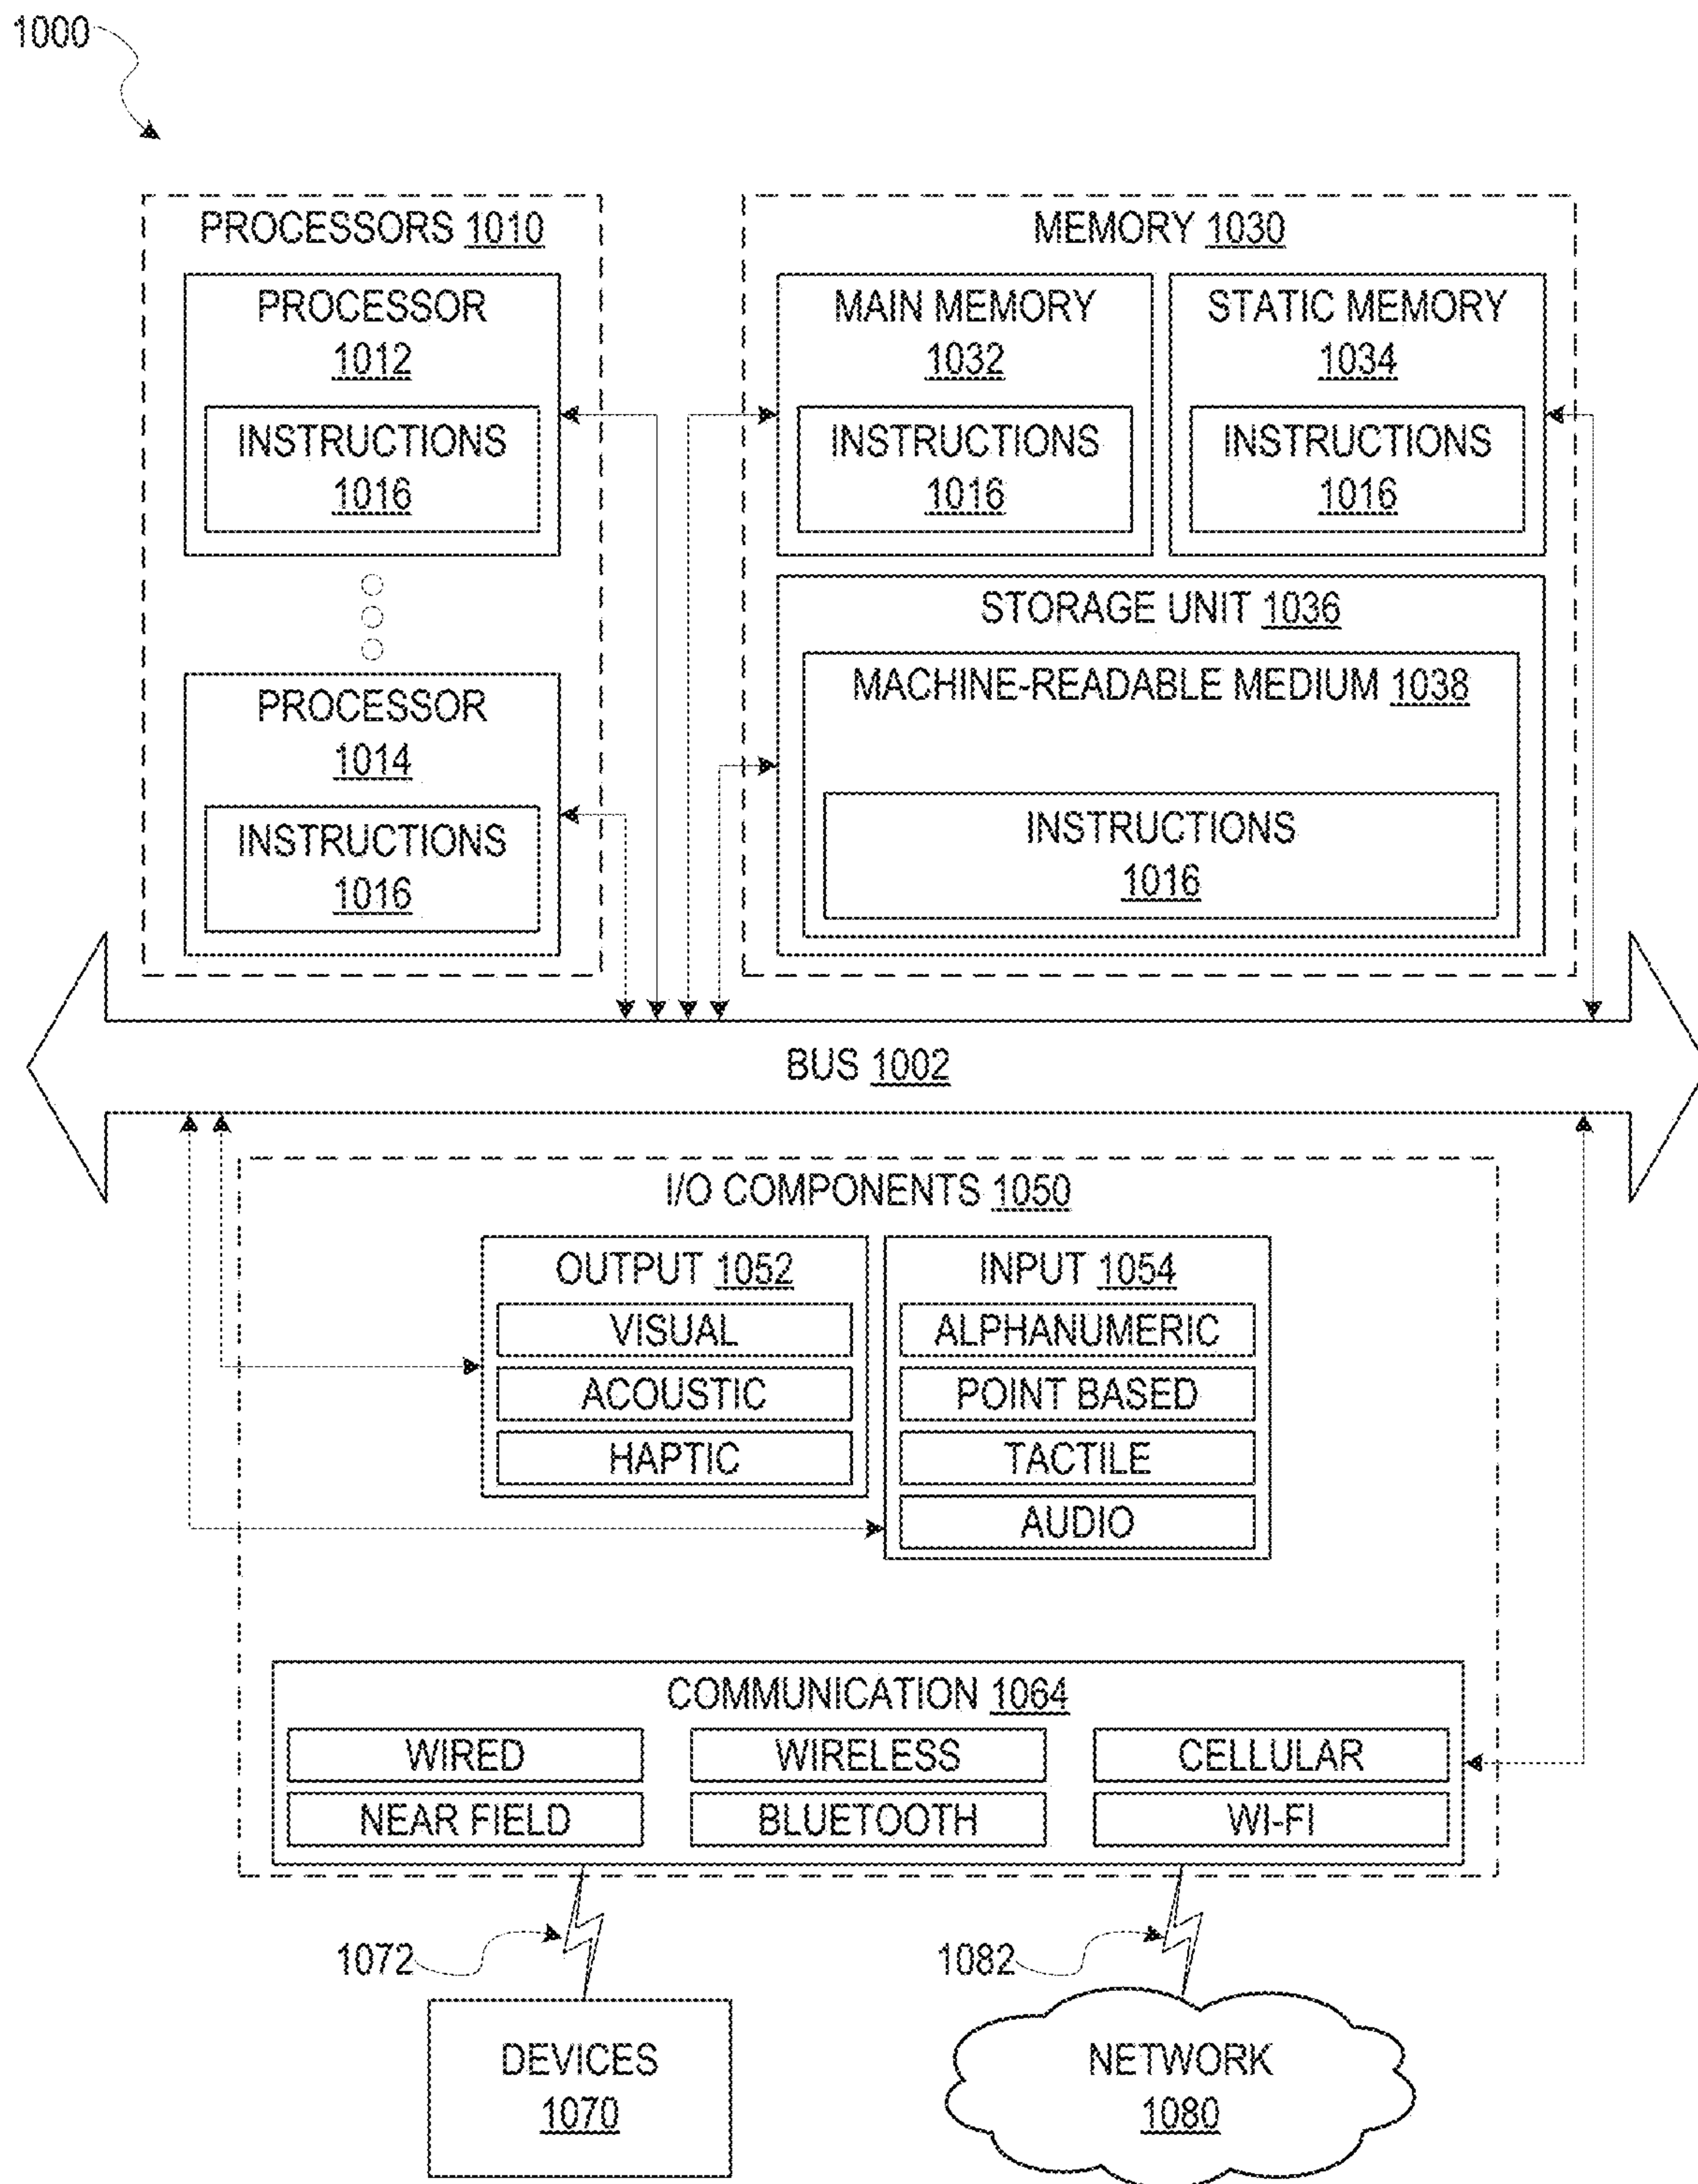 1000
PROCESSORS 1010
PROCESSOR
1012
INSTRUCTIONS
1016
PROCESSOR
1014
INSTRUCTIONS
1016
MEMORY 1030
MAIN MEMORY
1032
INSTRUCTIONS
1016
STATIC MEMORY
1034
INSTRUCTIONS
1016
STORAGE UNIT 1036
MACHINE-READABLE MEDIUM 1038
INSTRUCTIONS
1016
BUS 1002
I/O COMPONENTS 1050
OUTPUT 1052
VISUAL
ACOUSTIC
HAPTIC
INPUT 1054
ALPHANUMERIC
POINT BASED
TACTILE
AUDIO
COMMUNICATION 1064
WIRED
WIRELESS
CELLULAR
NEAR FIELD
BLUETOOTH
WI-FI
1072
1082
DEVICES
1070
NETWORK
1080